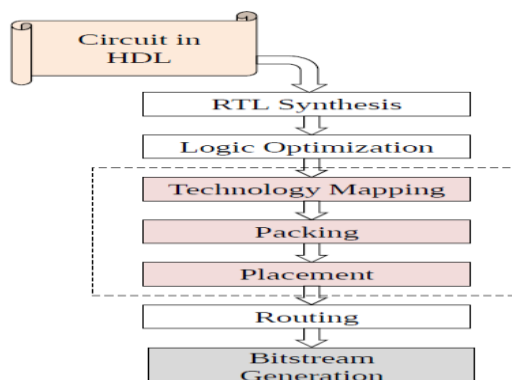 Circuit in
HDL
RTL Synthesis
Logic Optimization
Technology Mapping
Packing
Placement
Routing
Bitstream
Generation